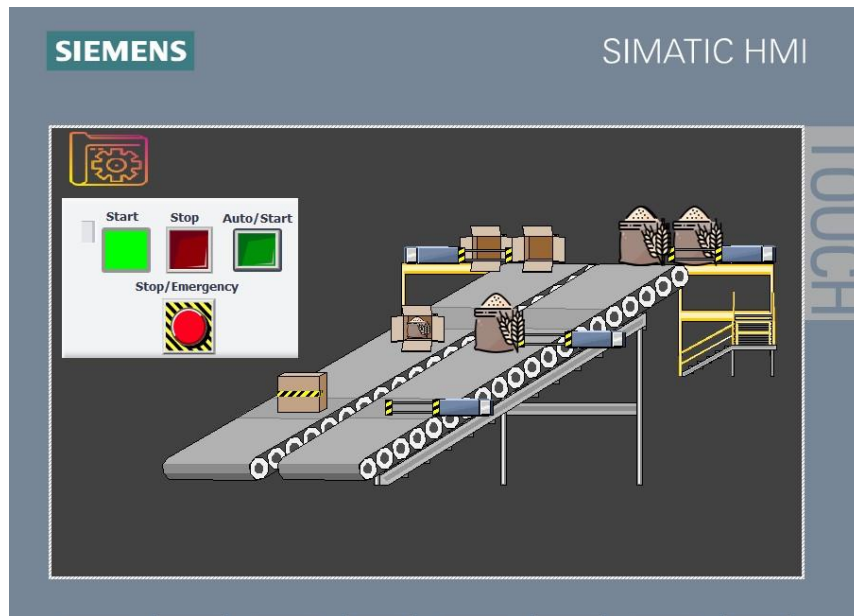 SIEMENS
SIMATIC HMI
TOUCH
Start Stop Auto/Start
Stop/Emergency